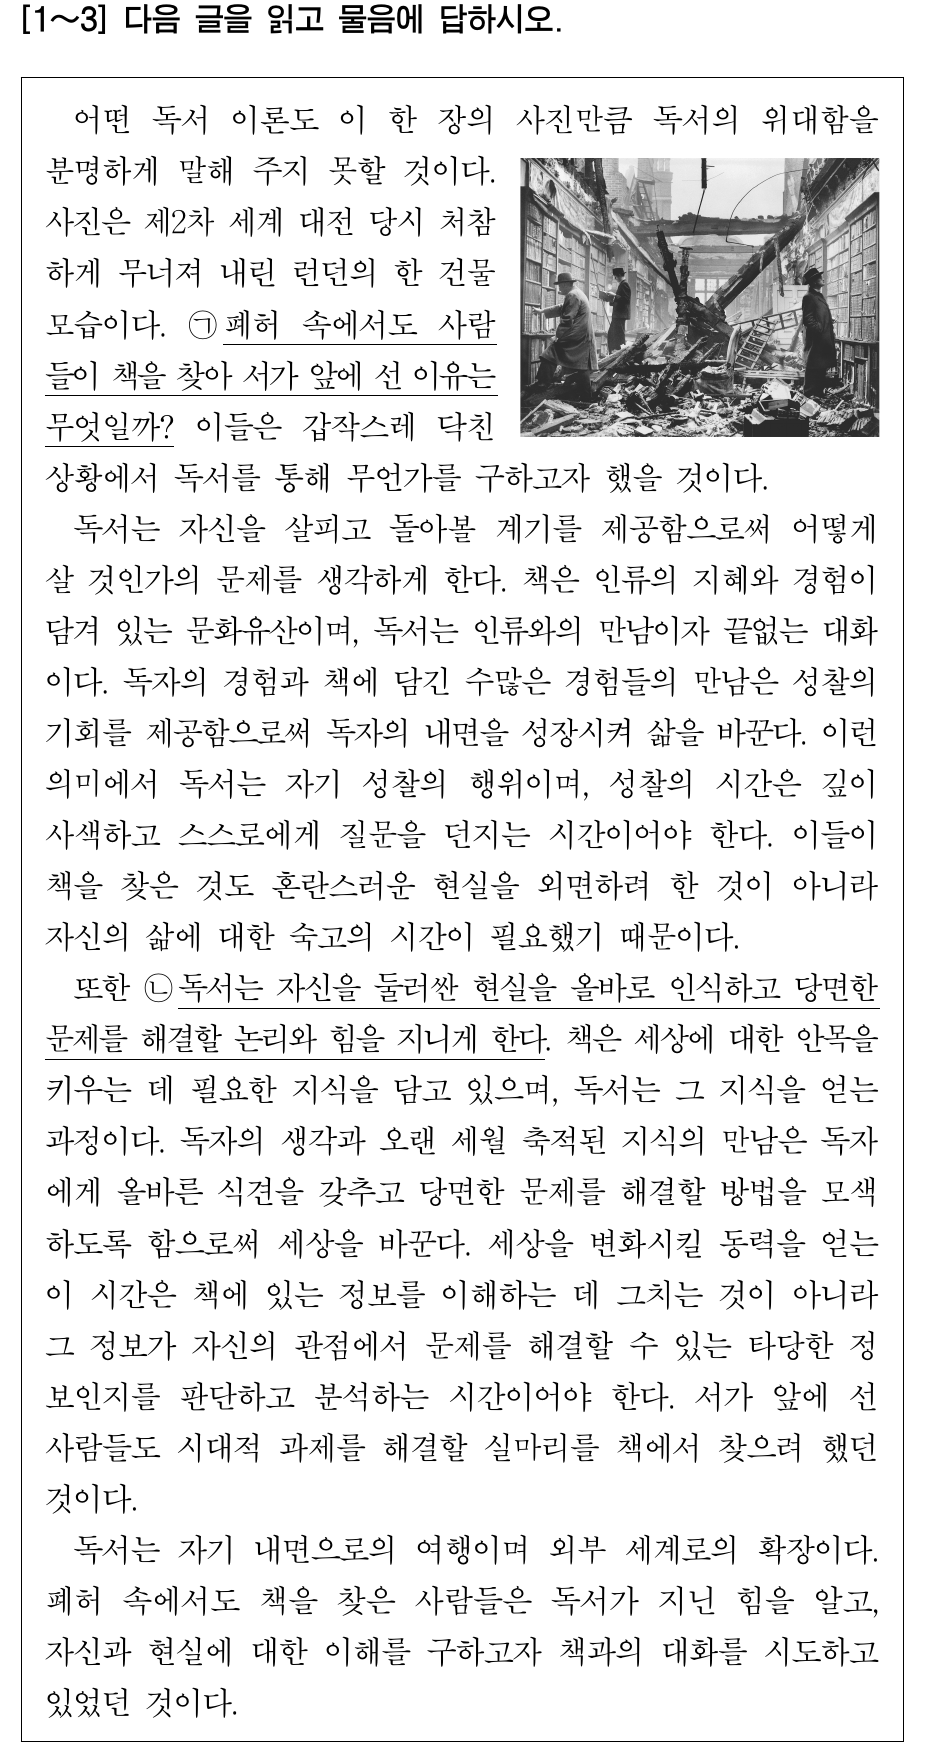 [1～3] 다음 글을 읽고 물음에 답하시오.
어떤 독서 이론도 이 한 장의 사진만큼 독서의 위대함을
분명하게 말해 주지 못할 것이다.
사진은 제2차 세계 대전 당시 처참
하게 무너져 내린 런던의 한 건물
모습이다. ㉠폐허 속에서도 사람
들이 책을 찾아 서가 앞에 선 이유는
무엇일까? 이들은 갑작스레 닥친
상황에서 독서를 통해 무언가를 구하고자 했을 것이다.
독서는 자신을 살피고 돌아볼 계기를 제공함으로써 어떻게
살 것인가의 문제를 생각하게 한다. 책은 인류의 지혜와 경험이
담겨 있는 문화유산이며, 독서는 인류와의 만남이자 끝없는 대화
이다. 독자의 경험과 책에 담긴 수많은 경험들의 만남은 성찰의
기회를 제공함으로써 독자의 내면을 성장시켜 삶을 바꾼다. 이런
의미에서 독서는 자기 성찰의 행위이며, 성찰의 시간은 깊이
사색하고 스스로에게 질문을 던지는 시간이어야 한다. 이들이
책을 찾은 것도 혼란스러운 현실을 외면하려 한 것이 아니라
자신의 삶에 대한 숙고의 시간이 필요했기 때문이다.
또한 ㉡독서는 자신을 둘러싼 현실을 올바로 인식하고 당면한
문제를 해결할 논리와 힘을 지니게 한다. 책은 세상에 대한 안목을
키우는 데 필요한 지식을 담고 있으며, 독서는 그 지식을 얻는
과정이다. 독자의 생각과 오랜 세월 축적된 지식의 만남은 독자
에게 올바른 식견을 갖추고 당면한 문제를 해결할 방법을 모색
하도록 함으로써 세상을 바꾼다. 세상을 변화시킬 동력을 얻는
이 시간은 책에 있는 정보를 이해하는 데 그치는 것이 아니라
그 정보가 자신의 관점에서 문제를 해결할 수 있는 타당한 정
보인지를 판단하고 분석하는 시간이어야 한다. 서가 앞에 선
사람들도 시대적 과제를 해결할 실마리를 책에서 찾으려 했던
것이다.
독서는 자기 내면으로의 여행이며 외부 세계로의 확장이다.
폐허 속에서도 책을 찾은 사람들은 독서가 지닌 힘을 알고,
자신과 현실에 대한 이해를 구하고자 책과의 대화를 시도하고
있었던 것이다.